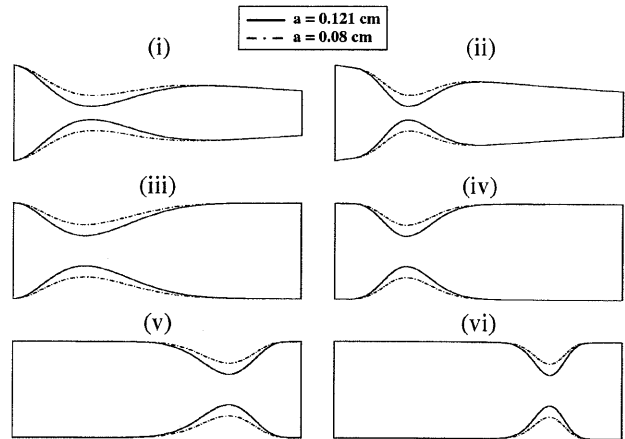 a = 0.121 cm
a = 0.08 cm
(i)
(ii)
(iii)
(iv)
(v)
(vi)